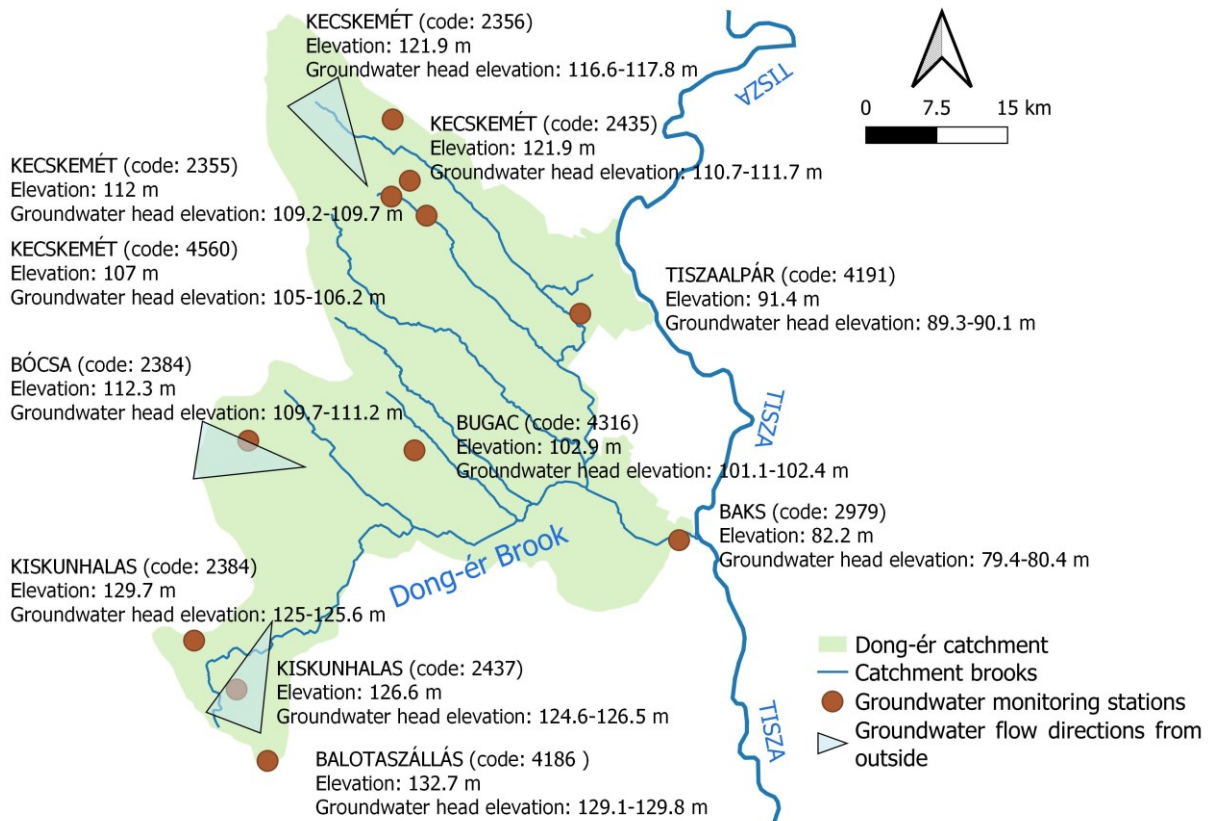 KECSKEMÉT (code: 2356)
Elevation: 121.9 m
Groundwater head elevation: 116.6-117.8 m
TISZA
0 7.5 15 km
KECSKEMÉT (code: 2435)
Elevation: 121.9 m
Groundwater head elevation: 110.7-111.7 m
KECSKEMÉT (code: 2355)
Elevation: 112 m
Groundwater head elevation: 109.2-109.7 m
KECSKEMÉT (code: 4560)
Elevation: 107 m
Groundwater head elevation: 105-106.2 m
TISZAALPÁR (code: 4191)
Elevation: 91.4 m
Groundwater head elevation: 89.3-90.1 m
BÓCSA (code: 2384)
Elevation: 112.3 m
Groundwater head elevation: 109.7-111.2 m
BUGAC (code: 4316)
Elevation: 102.9 m
Groundwater head elevation: 101.1-102.4 m
TISZA
BAKS (code: 2979)
Elevation: 82.2 m
Groundwater head elevation: 79.4-80.4 m
Dong-ér Brook
KISKUNHALAS (code: 2384)
Elevation: 129.7 m
Groundwater head elevation: 125-125.6 m
KISKUNHALAS (code: 2437)
Elevation: 126.6 m
Groundwater head elevation: 124.6-126.5 m
BALOTASZÁLLÁS (code: 4186 )
Elevation: 132.7 m
Groundwater head elevation: 129.1-129.8 m
TISZA
Dong-ér catchment
Catchment brooks
Groundwater monitoring stations
Groundwater flow directions from
outside